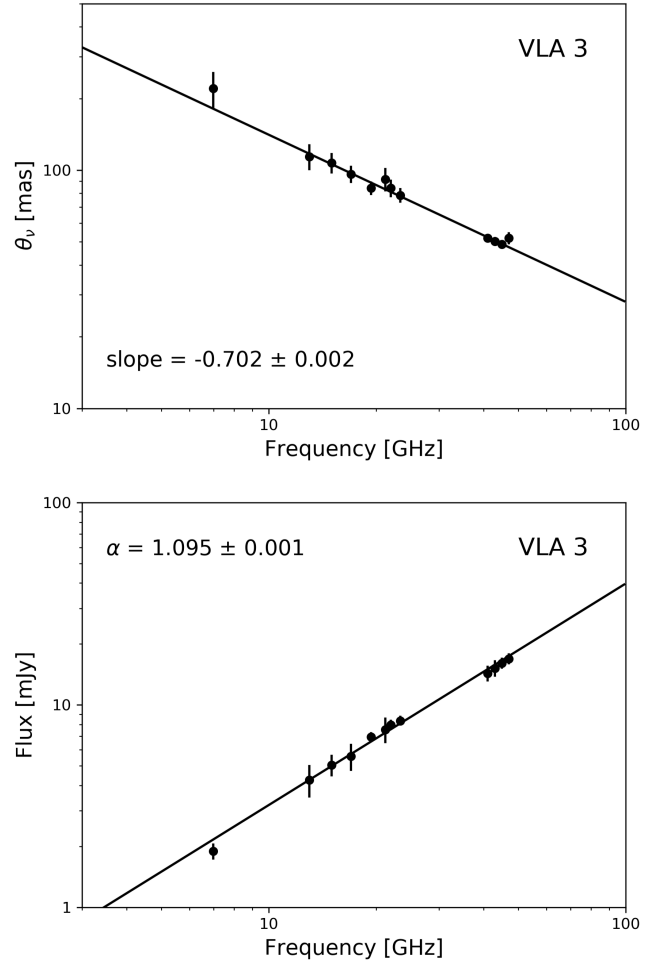 VLA 3
100
θν [mas]
slope = -0.702 ± 0.002
10
10
100
Frequency [GHz]
100
α = 1.095 ± 0.001
VLA 3
Flux [mJy]
10
1
10
100
Frequency [GHz]